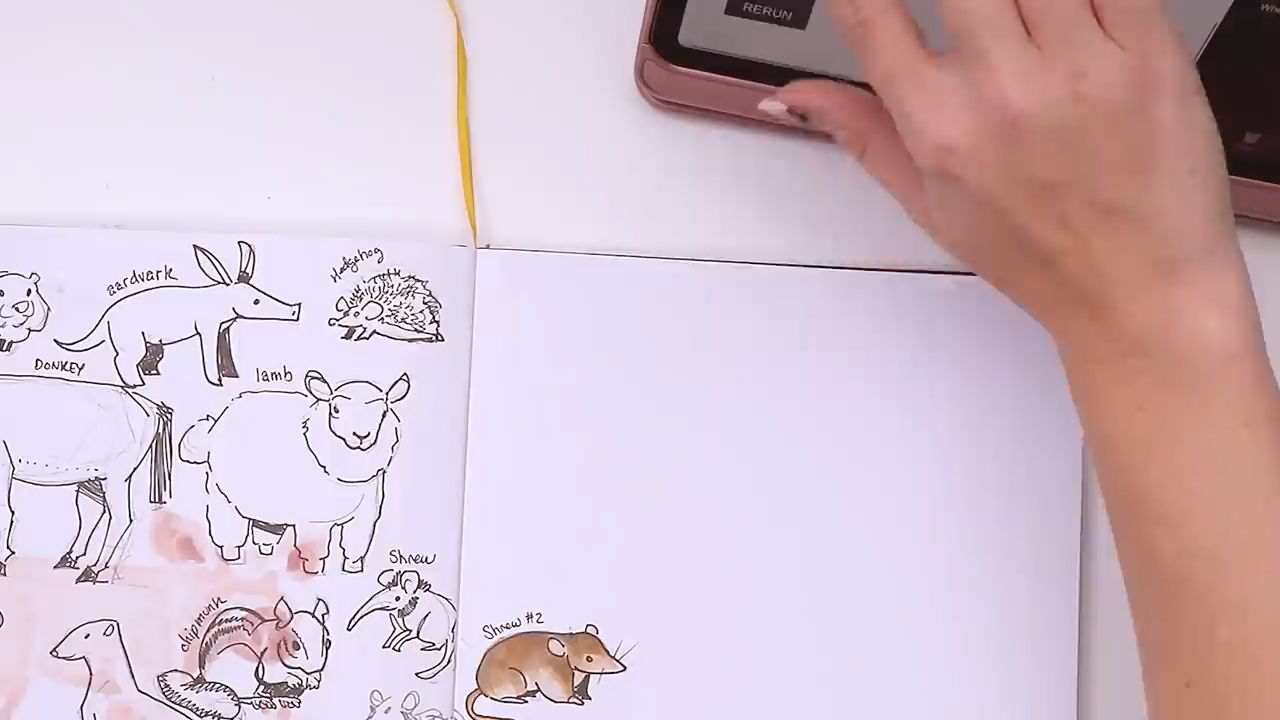 RERUN
aardvark
Hedgehog
DONKEY
lamb
Shrew
chipmunk
Shrew #2